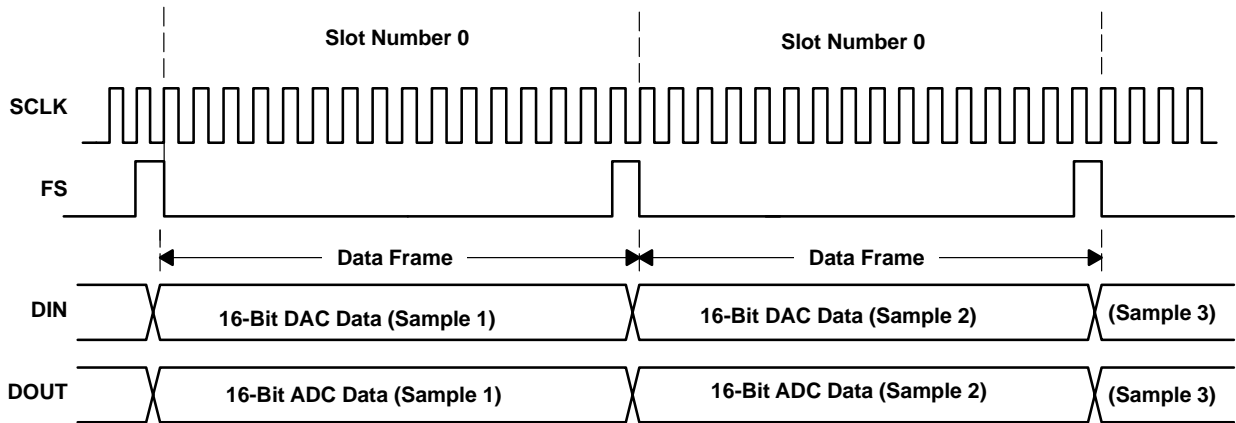 Slot Number 0
Slot Number 0
SCLK
FS
Data Frame
Data Frame
DIN
16-Bit DAC Data (Sample 1)
16-Bit DAC Data (Sample 2)
(Sample 3)
DOUT
16-Bit ADC Data (Sample 1)
16-Bit ADC Data (Sample 2)
(Sample 3)